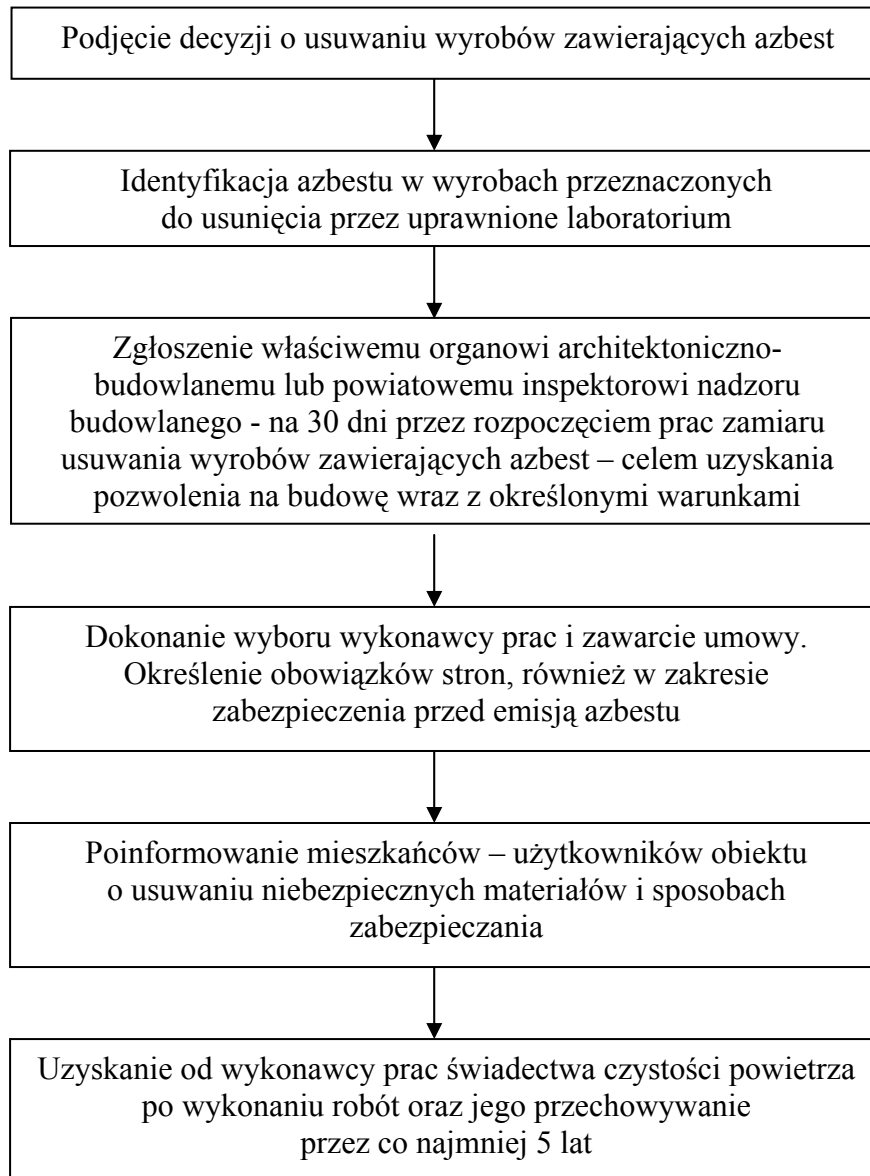 Podjęcie decyzji o usuwaniu wyrobów zawierających azbest
Identyfikacja azbestu w wyrobach przeznaczonych
do usunięcia przez uprawnione laboratorium
Zgłoszenie właściwemu organowi architektoniczno-
budowlanemu lub powiatowemu inspektorowi nadzoru
budowlanego - na 30 dni przez rozpoczęciem prac zamiaru
usuwania wyrobów zawierających azbest – celem uzyskania
pozwolenia na budowę wraz z określonymi warunkami
Dokonanie wyboru wykonawcy prac i zawarcie umowy.
Określenie obowiązków stron, również w zakresie
zabezpieczenia przed emisją azbestu
Poinformowanie mieszkańców – użytkowników obiektu
o usuwaniu niebezpiecznych materiałów i sposobach
zabezpieczania
Uzyskanie od wykonawcy prac świadectwa czystości powietrza
po wykonaniu robót oraz jego przechowywanie
przez co najmniej 5 lat